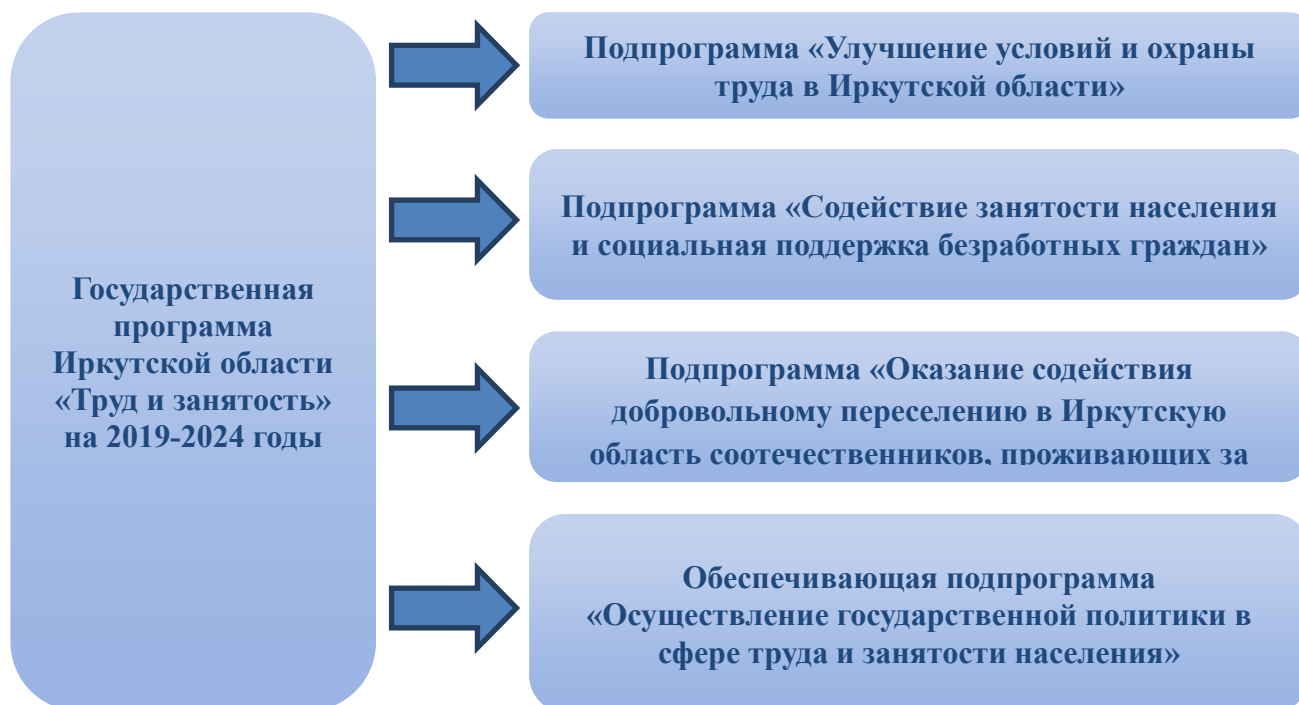 Государственная
программа
Иркутской области
«Труд и занятость»
на 2019-2024 годы
Подпрограмма «Улучшение условий и охраны
труда в Иркутской области»
Подпрограмма «Содействие занятости населения
и социальная поддержка безработных граждан»
Подпрограмма «Оказание содействия
добровольному переселению в Иркутскую
область соотечественников, проживающих за
Обеспечивающая подпрограмма
«Осуществление государственной политики в
сфере труда и занятости населения»